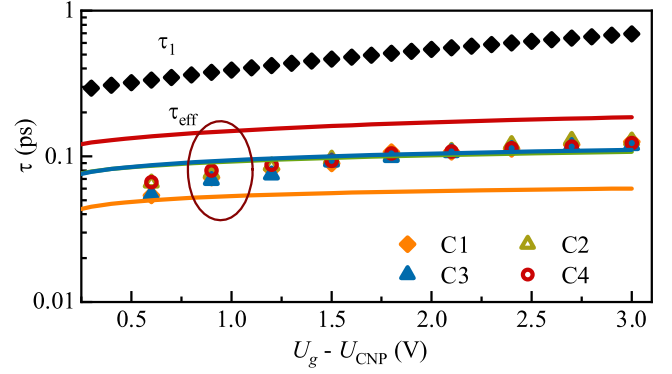 1
τ₁
τeff
τ (ps)
0.1
C1 C2
C3 C4
0.01
0.5 1.0 1.5 2.0 2.5 3.0
Ug - UCNP (V)